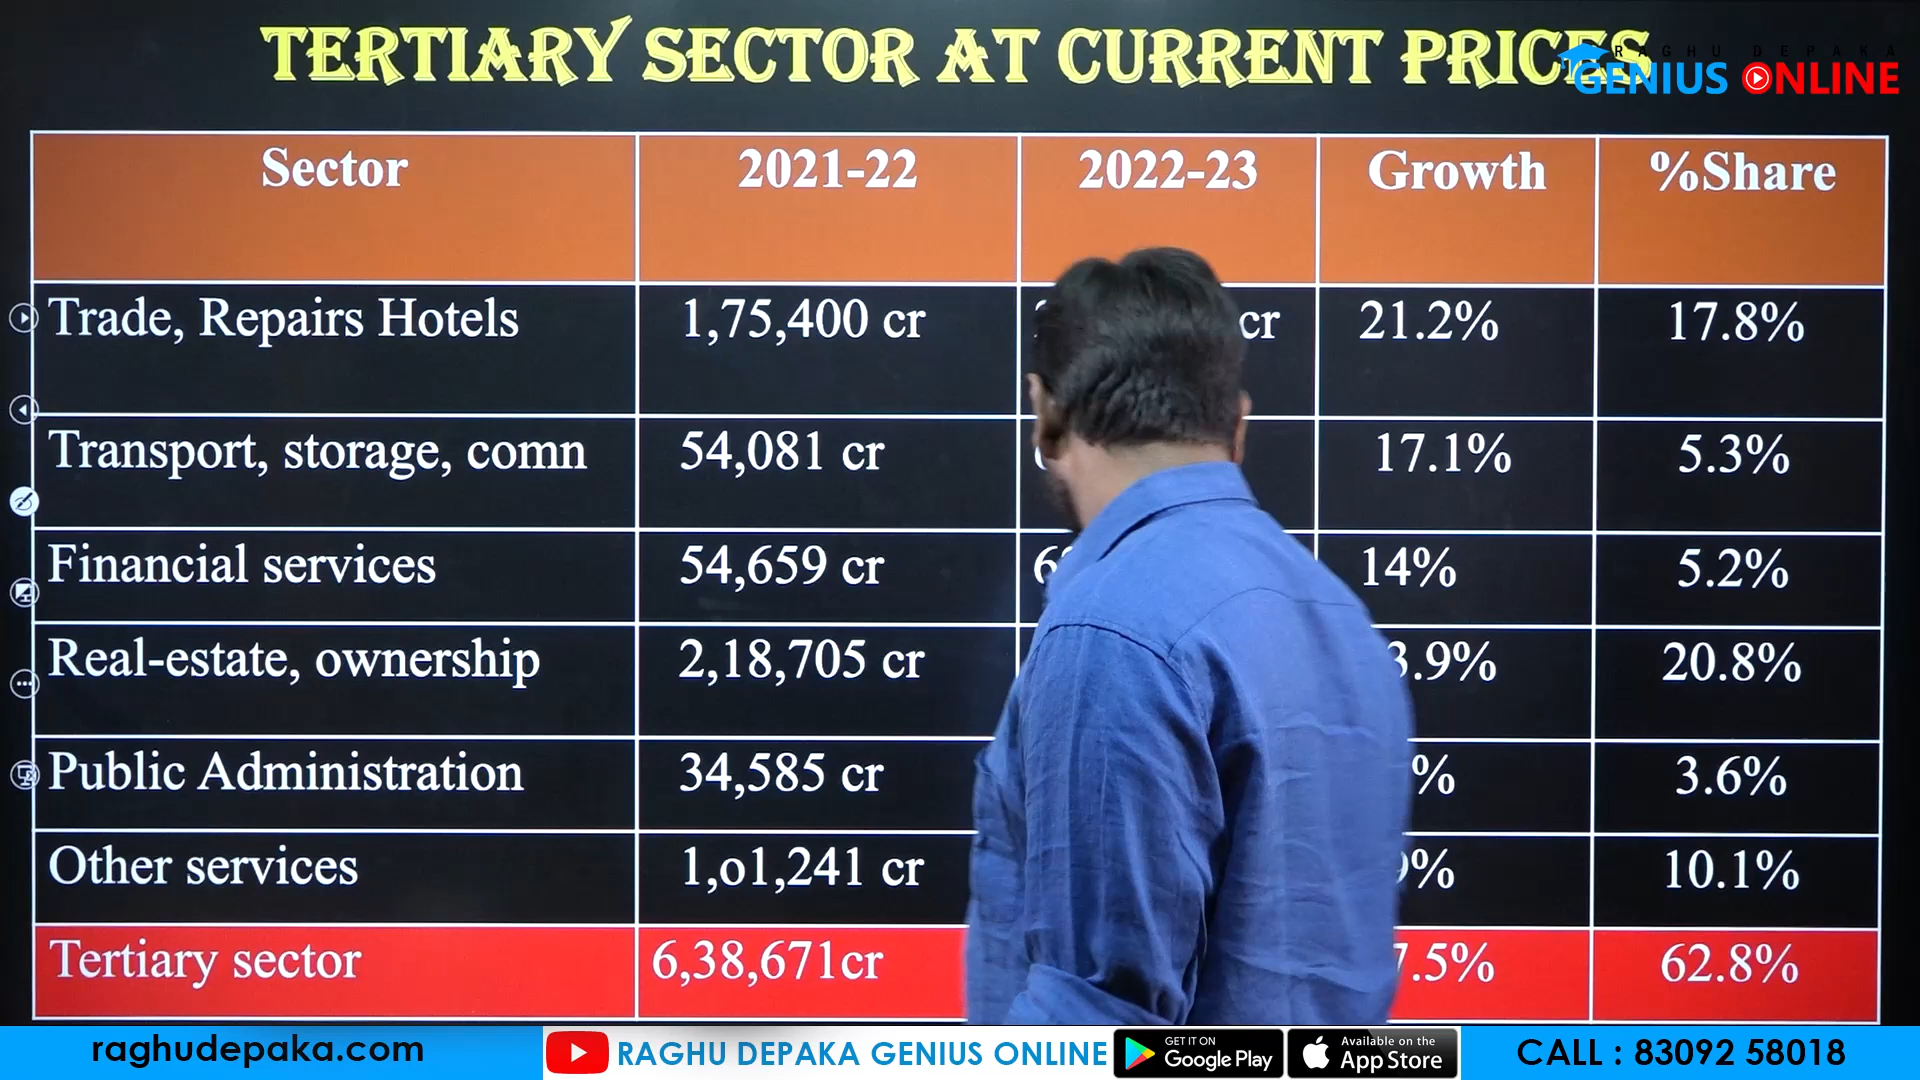 TERTIARY SECTOR AT CURRENT PRICES
RAGHU DEPAKA
GENIUS ONLINE
Sector 2021-22 2022-23 Growth %Share
Trade, Repairs Hotels 1,75,400 cr cr 21.2% 17.8%
Transport, storage, comn 54,081 cr 17.1% 5.3%
Financial services 54,659 cr 14% 5.2%
Real-estate, ownership 2,18,705 cr 20.8%
Public Administration 34,585 cr 3.6%
Other services 1,o1,241 cr 10.1%
Tertiary sector 6,38,671cr 62.8%
raghudepaka.com RAGHU DEPAKA GENIUS ONLINE GET IT ON Google Play Available on the App Store CALL : 83092 58018